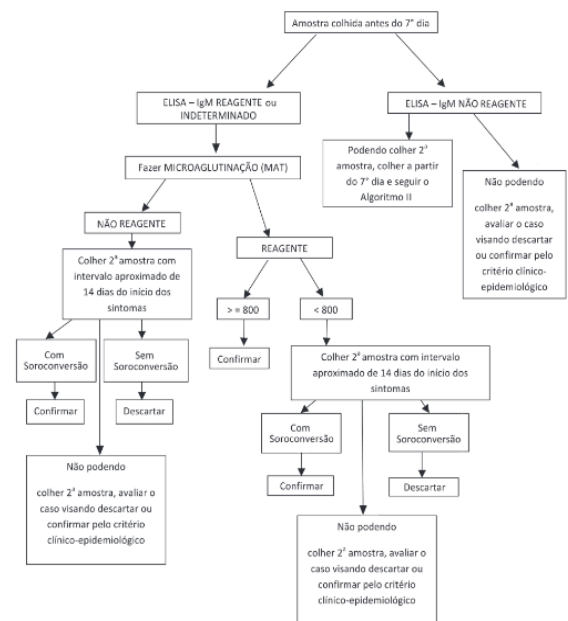 Amostra colhida antes do 7° dia
ELISA – IgM REAGENTE ou
INDETERMINADO
ELISA – IgM NÃO REAGENTE
Fazer MICROAGLUTINAÇÃO (MAT)
Podendo colher 2ª
amostra, colher a partir
do 7° dia e seguir o
Algoritmo II
Não podendo
colher 2ª amostra,
avaliar o caso
visando descartar
ou confirmar pelo
critério clínico-
epidemiológico
NÃO REAGENTE
REAGENTE
Colher 2ª amostra com
intervalo aproximado de
14 dias do início dos
sintomas
> = 800
< 800
Confirmar
Colher 2ª amostra com intervalo
aproximado de 14 dias do início dos
sintomas
Com
Soroconversão
Sem
Soroconversão
Confirmar
Descartar
Com
Soroconversão
Sem
Soroconversão
Confirmar
Descartar
Não podendo
colher 2ª amostra, avaliar o
caso visando descartar ou
confirmar pelo critério
clínico-epidemiológico
Não podendo
colher 2ª amostra, avaliar o
caso visando descartar ou
confirmar pelo critério
clínico-epidemiológico